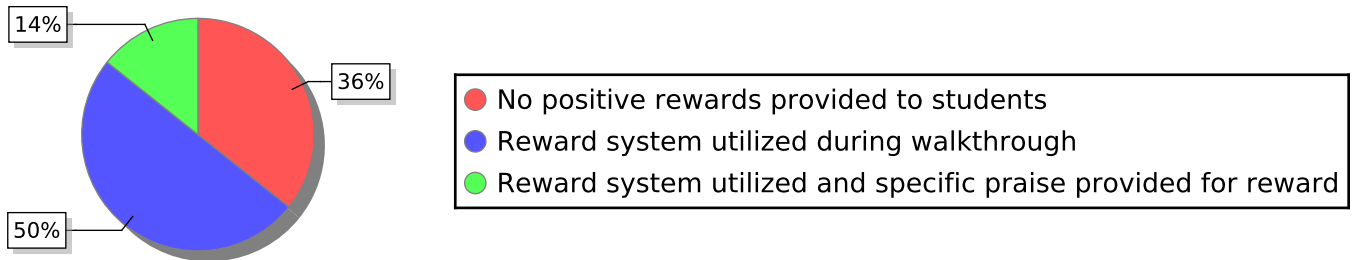 14%
36%
50%
No positive rewards provided to students
Reward system utilized during walkthrough
Reward system utilized and specific praise provided for reward